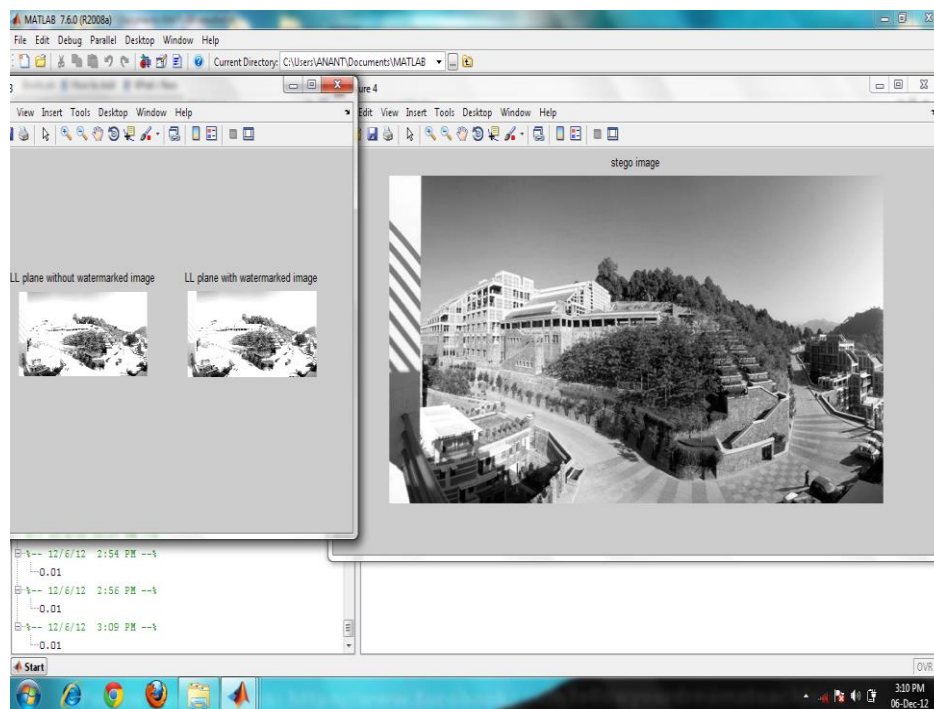 MATLAB 7.6.0 (R2008a)
File Edit Debug Parallel Desktop Window Help
Current Directory: C:\Users\ANANT\Documents\MATLAB
3
View Insert Tools Desktop Window Help
ure 4
Edit View Insert Tools Desktop Window Help
stego image
LL plane without watermarked image
LL plane with watermarked image
%-- 12/6/12 2:54 PM --%
0.01
%-- 12/6/12 2:56 PM --%
0.01
%-- 12/6/12 3:09 PM --%
0.01
Start
OVR
3:10 PM
06-Dec-12